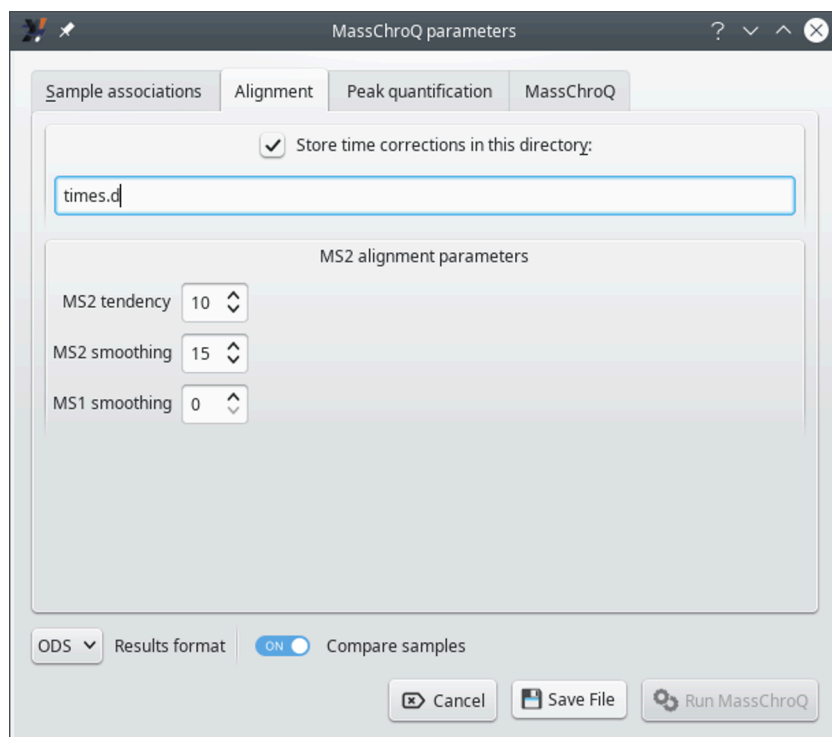 MassChroQ parameters
Sample associations Alignment Peak quantification MassChroQ
Store time corrections in this directory:
times.d
MS2 alignment parameters
MS2 tendency 10
MS2 smoothing 15
MS1 smoothing 0
ODS Results format ON Compare samples
Cancel Save File Run MassChroQ